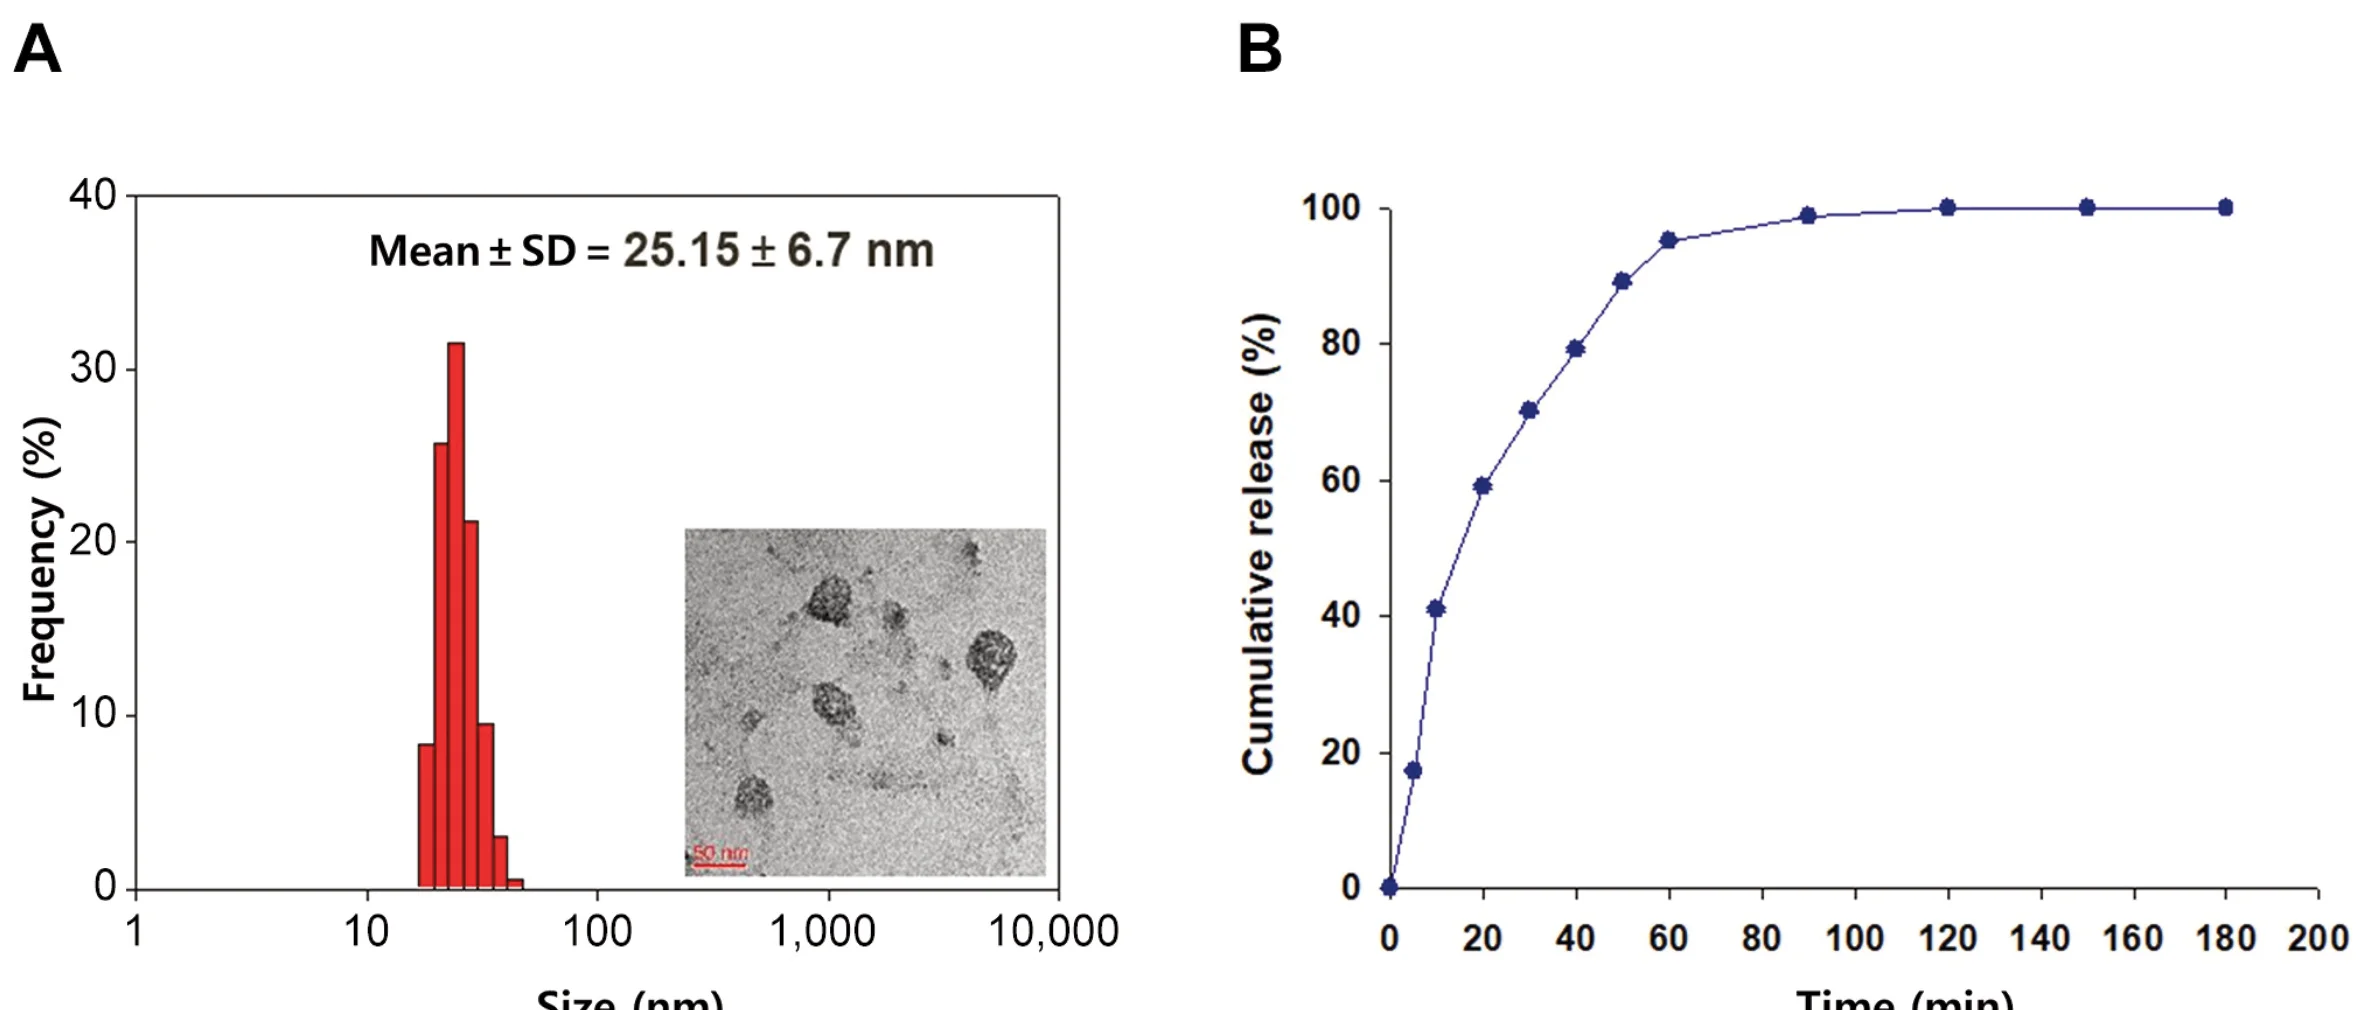 A
40
30
20
10
0
Frequency (%)
Mean ± SD = 25.15 ± 6.7 nm
50 nm
1 10 100 1,000 10,000
Size (nm)
B
100
80
60
40
20
0
Cumulative release (%)
0 20 40 60 80 100 120 140 160 180 200
Time (min)